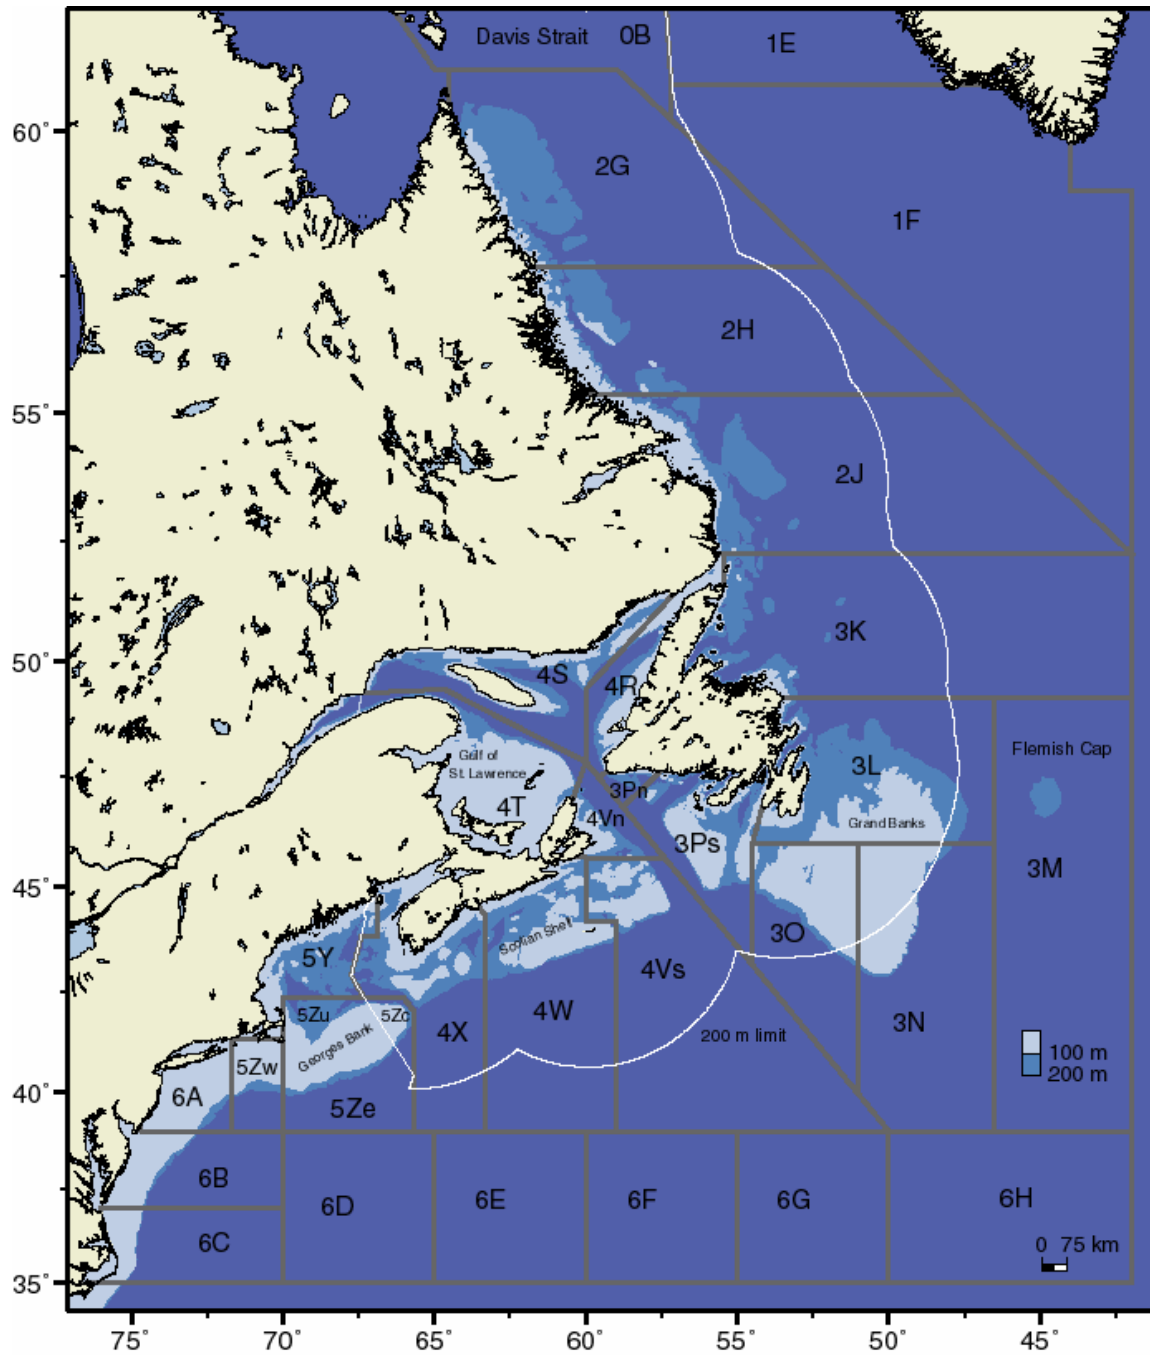 Davis Strait
0B
1E
60°
2G
1F
2H
55°
2J
3K
50°
4S
4R
Flemish Cap
3L
Gulf of
St. Lawrence
3Pn
4T
4Vn
Grand Banks
3Ps
3M
45°
Scotian Shelf
3O
5Y
4Vs
5Zu
5Zc
4W
3N
4X
200 m limit
Georges Bank
100 m
5Zw
200 m
40°
6A
5Ze
6B
6D
6E
6F
6G
6H
6C
0 75 km
35°
75°
70°
65°
60°
55°
50°
45°